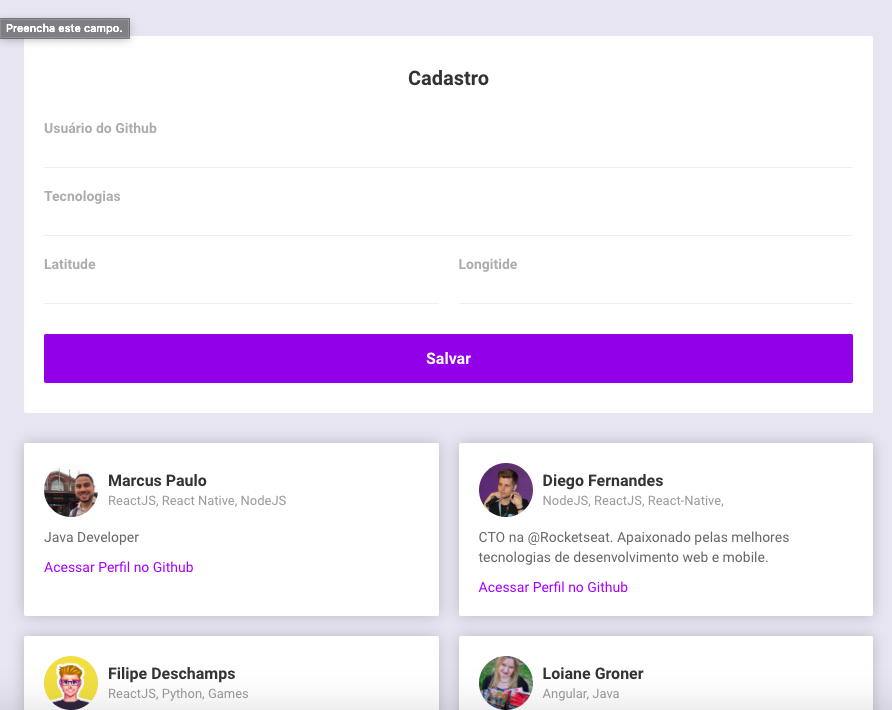 Preencha este campo.
Cadastro
Usuário do Github
Tecnologias
Latitude
Longitide
Salvar
Marcus Paulo
ReactJS, React Native, NodeJS
Java Developer
Acessar Perfil no Github
Diego Fernandes
NodeJS, ReactJS, React-Native,
CTO na @Rocketseat. Apaixonado pelas melhores
tecnologias de desenvolvimento web e mobile.
Acessar Perfil no Github
Filipe Deschamps
ReactJS, Python, Games
Loiane Groner
Angular, Java